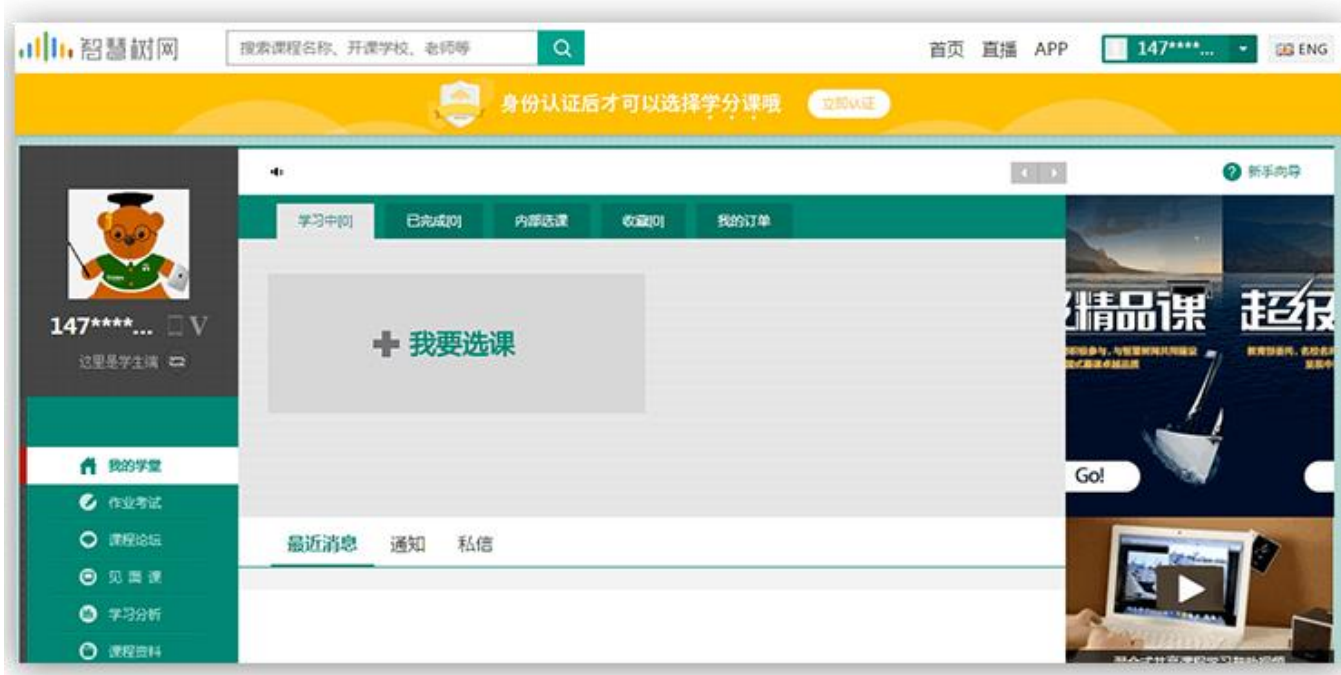 智慧树网
搜索课程名称、开课学校、老师等
首页 直播 APP 147****... ENG
身份认证后才可以选择学分课哦 立即认证
新手向导
学习中[0] 已完成[0] 内部选课 收藏[0] 我的订单
147****... V
这里是学生端
我要选课
精品课 超级
Go!
我的学堂
作业考试
课程论坛
见面课
学习分析
课程资料
最近消息 通知 私信